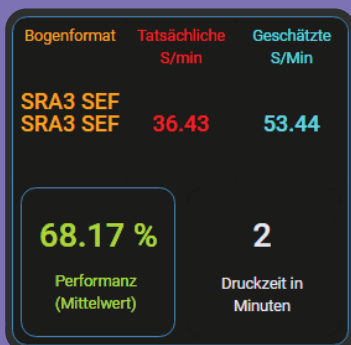 Bogenformat Tatsächliche Geschätzte
S/min S/Min
SRA3 SEF
SRA3 SEF 36.43 53.44
68.17 % 2
Performanz Druckzeit in
(Mittelwert) Minuten